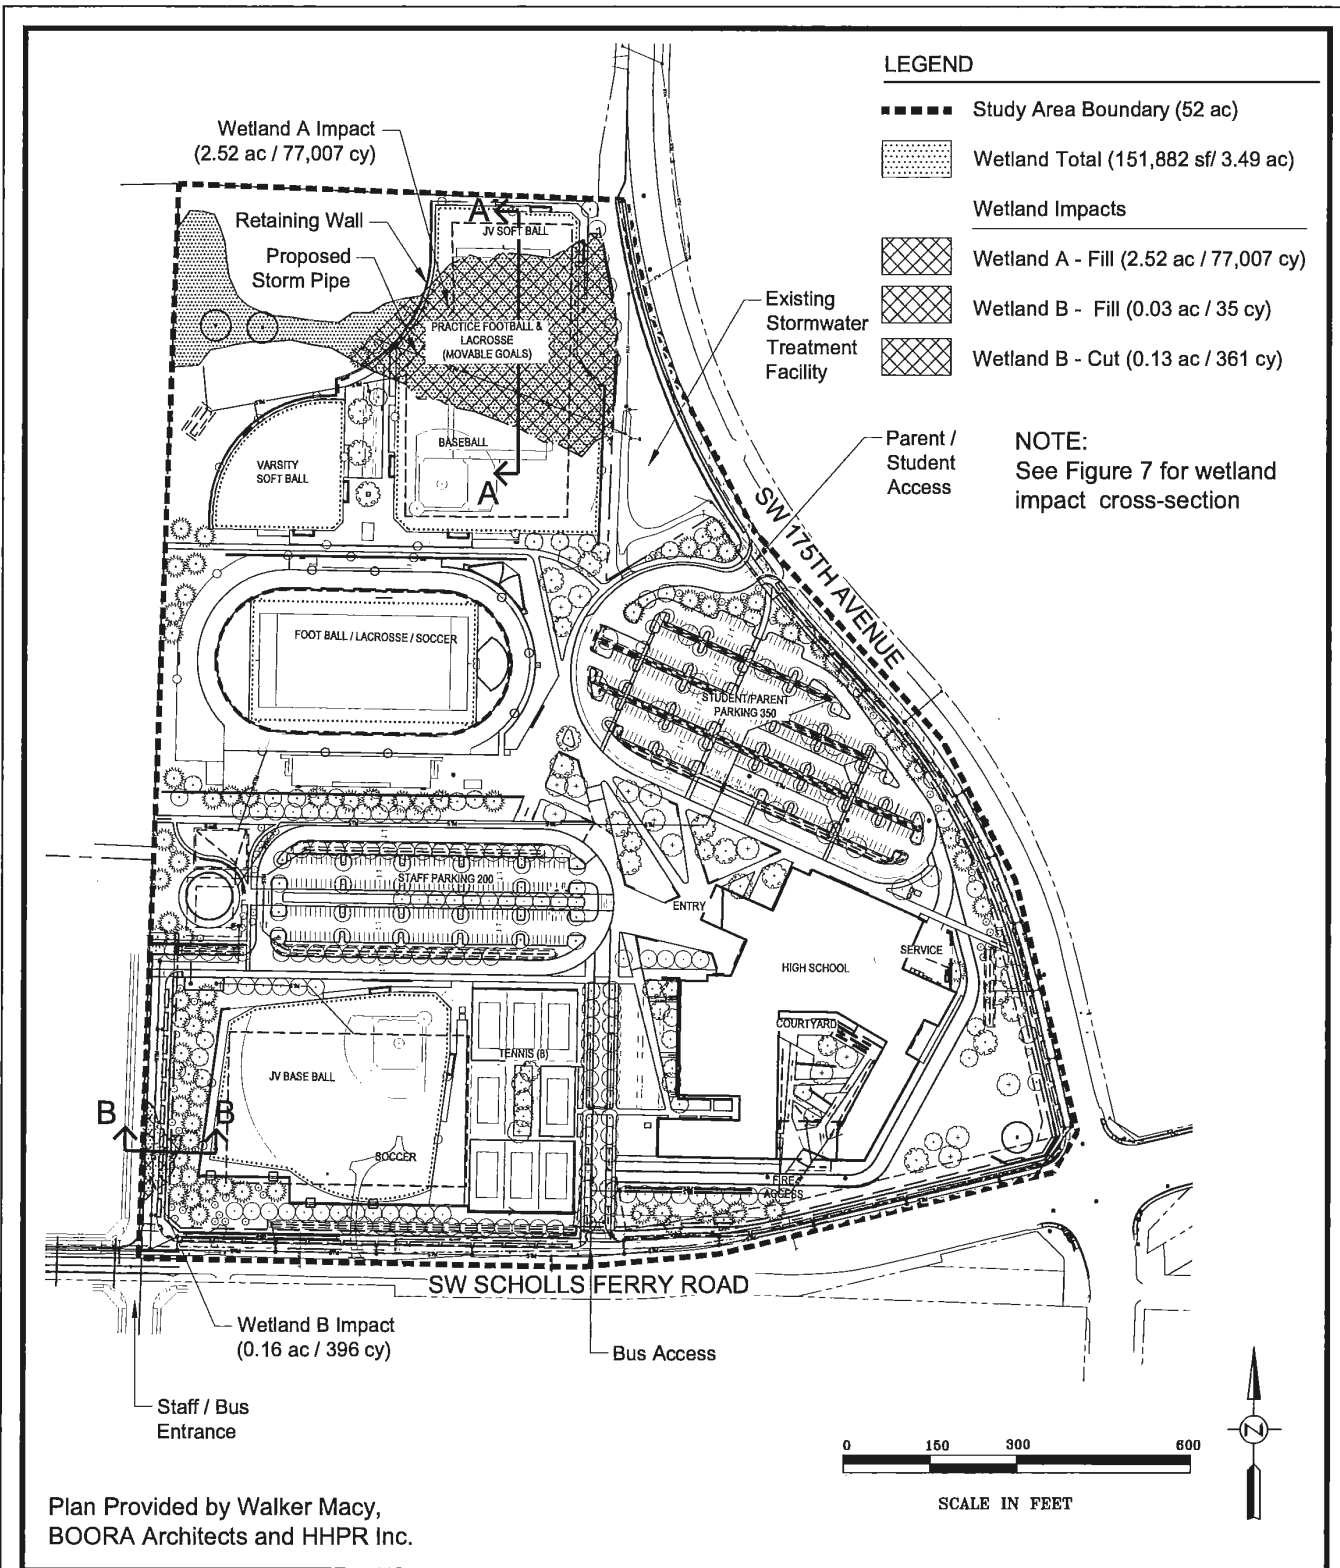 LEGEND
Study Area Boundary (52 ac)
Wetland Total (151,882 sf/ 3.49 ac)
Wetland Impacts
Wetland A - Fill (2.52 ac / 77,007 cy)
Wetland B - Fill (0.03 ac / 35 cy)
Wetland B - Cut (0.13 ac / 361 cy)
NOTE:
See Figure 7 for wetland
impact cross-section
Wetland A Impact
(2.52 ac / 77,007 cy)
Retaining Wall
Proposed
Storm Pipe
A
JV SOFT BALL
PRACTICE FOOTBALL &
LACROSSE
(MOVABLE GOALS)
Existing
Stormwater
Treatment
Facility
BASEBALL
A
VARSITY
SOFT BALL
Parent /
Student
Access
SW 175TH AVENUE
FOOT BALL / LACROSSE / SOCCER
STUDENT/PARENT
PARKING 350
STAFF PARKING 200
ENTRY
HIGH SCHOOL
SERVICE
COURTYARD
TENNIS (8)
JV BASE BALL
B
B
SOCCER
FIRE
ACCESS
SW SCHOLLS FERRY ROAD
Wetland B Impact
(0.16 ac / 396 cy)
Bus Access
Staff / Bus
Entrance
N
0 150 300 600
SCALE IN FEET
Plan Provided by Walker Macy,
BOORA Architects and HHPR Inc.